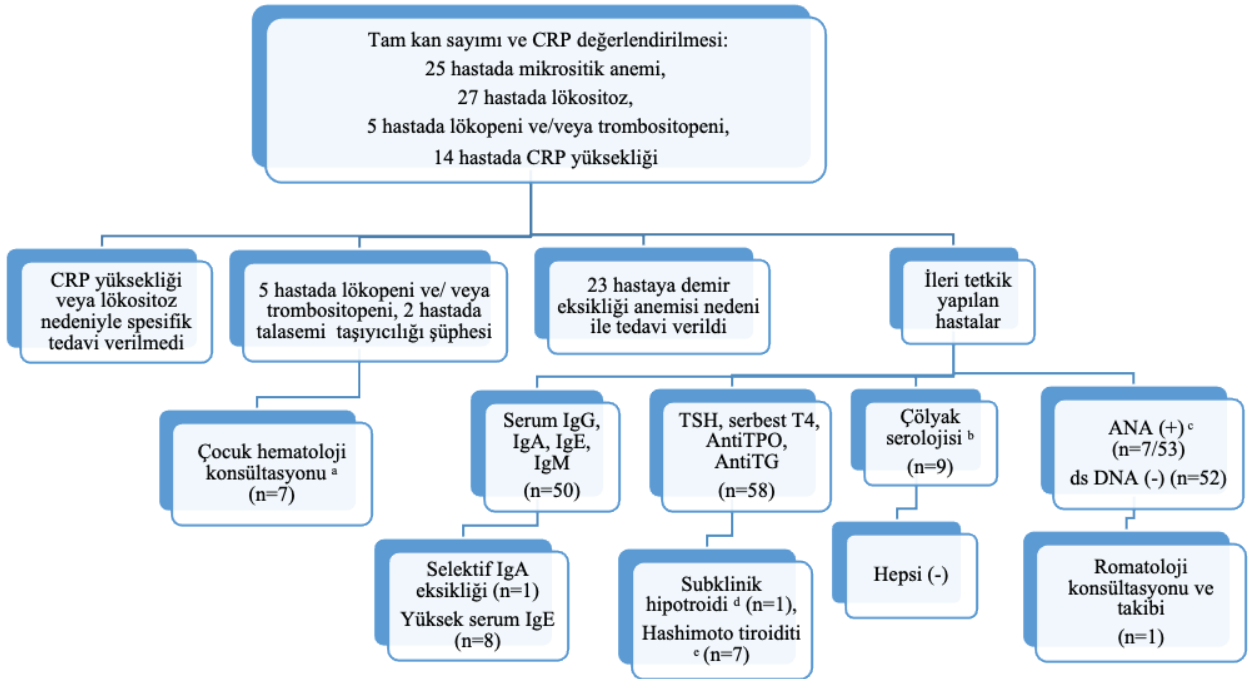 Tam kan sayımı ve CRP değerlendirilmesi:
25 hastada mikrositik anemi,
27 hastada lökositoz,
5 hastada lökopeni ve/veya trombositopeni,
14 hastada CRP yüksekliği
CRP yüksekliği
veya lökositoz
nedeniyle spesifik
tedavi verilmedi
5 hastada lökopeni ve/ veya
trombositopeni, 2 hastada
talasemi taşıyıcılığı şüphesi
23 hastaya demir
eksikliği anemisi nedeni
ile tedavi verildi
İleri tetkik
yapılan
hastalar
Çocuk hematoloji
konsültasyonu a
(n=7)
Serum IgG,
IgA, IgE,
IgM
(n=50)
TSH, serbest T4,
AntiTPO,
AntiTG
(n=58)
Çölyak
serolojisi b
(n=9)
ANA (+) c
(n=7/53)
ds DNA (-) (n=52)
Selektif IgA
eksikliği (n=1)
Yüksek serum IgE
(n=8)
Subklinik
hipotroidi d (n=1),
Hashimoto tiroiditi
e (n=7)
Hepsi (-)
Romatoloji
konsültasyonu ve
takibi
(n=1)